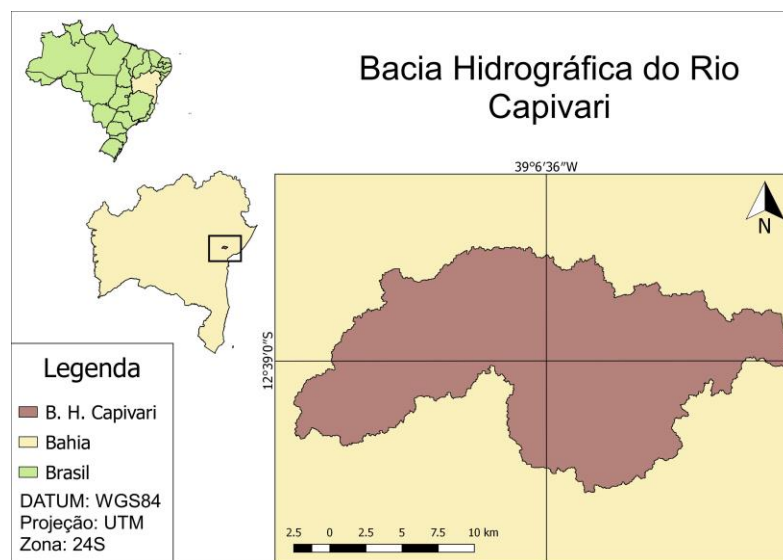 Bacia Hidrográfica do Rio
Capivari
39°6'36"W
N
12°39'0"S
Legenda
B. H. Capivari
Bahia
Brasil
DATUM: WGS84
Projeção: UTM
Zona: 24S
2.5 0 2.5 5 7.5 10 km